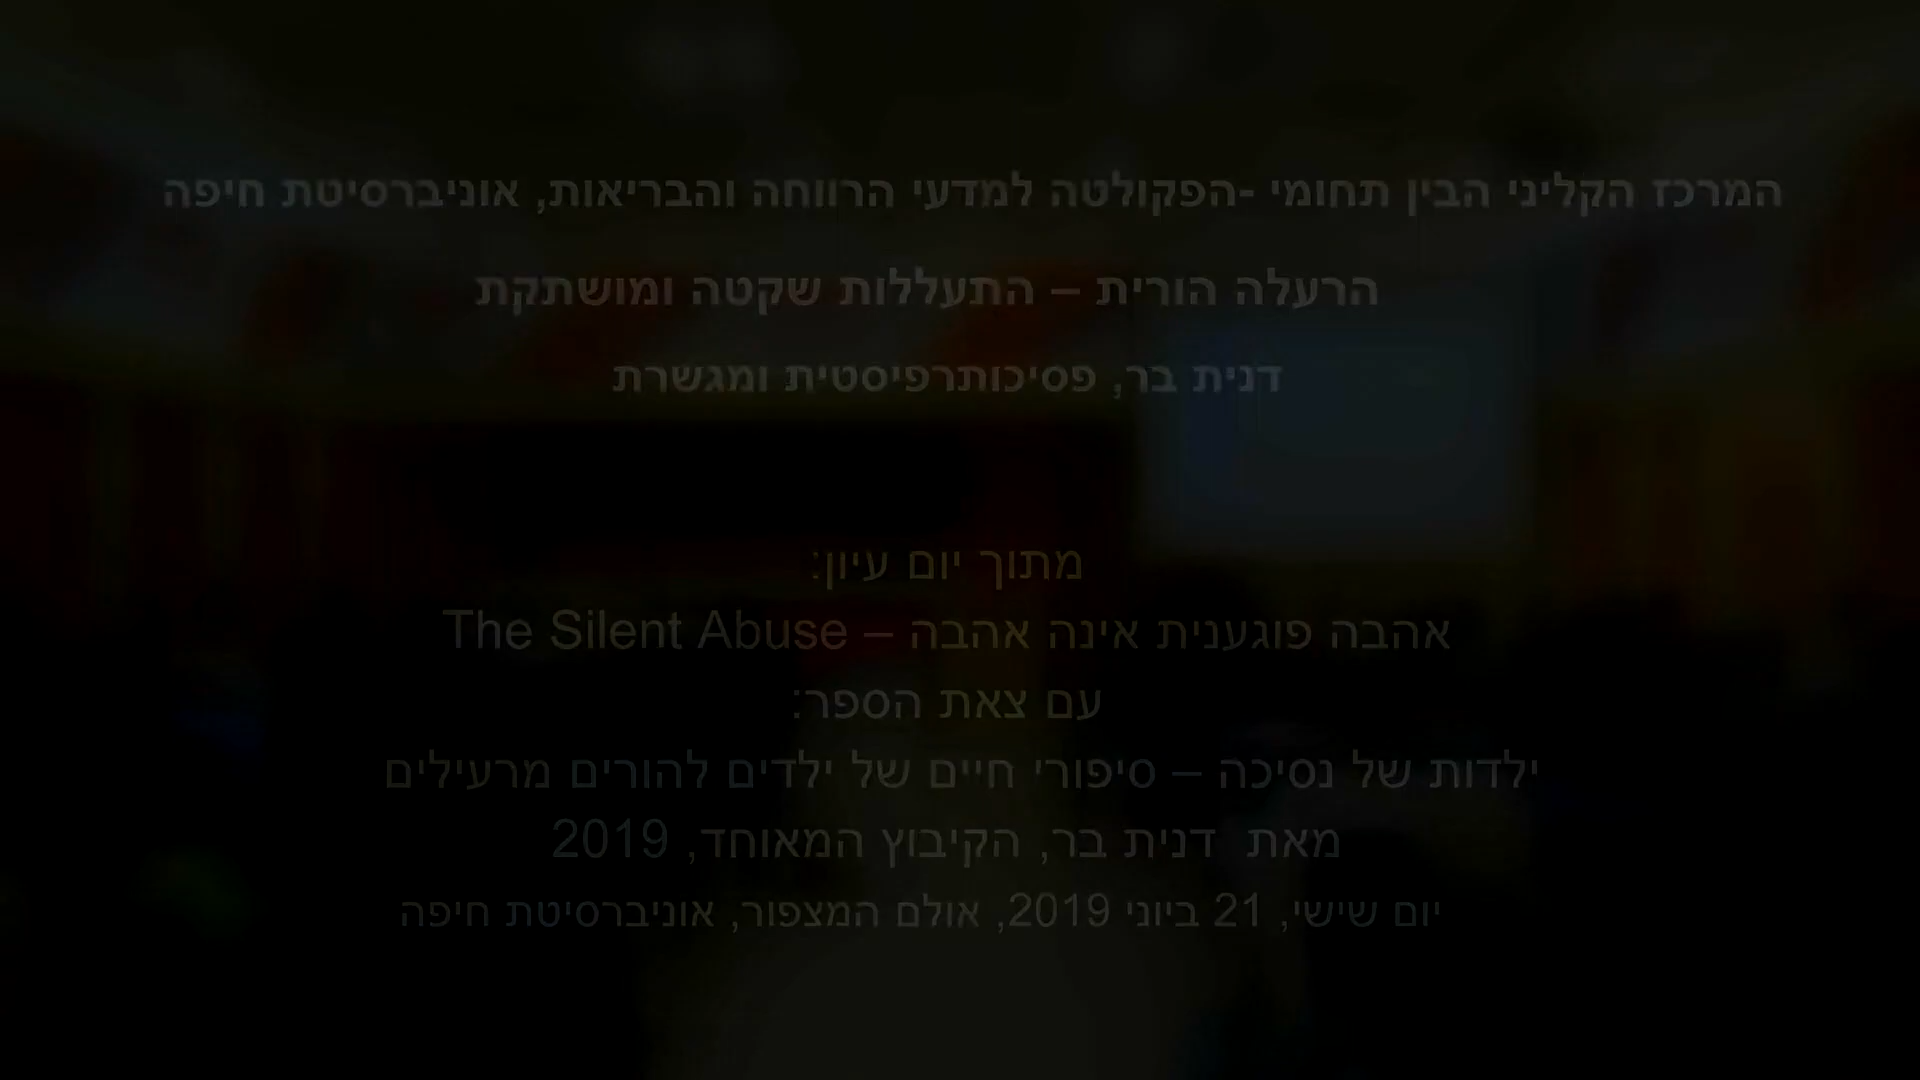 המרכז הקליני הבין תחומי -הפקולטה למדעי הרווחה והבריאות, אוניברסיטת חיפה
הרעלה הורית – התעללות שקטה ומושתקת
דנית בר, פסיכותרפיסטית ומגשרת
מתוך יום עיון:
אהבה פוגענית אינה אהבה – The Silent Abuse
עם צאת הספר:
ילדות של נסיכה – סיפורי חיים של ילדים להורים מרעילים
מאת דנית בר, הקיבוץ המאוחד, 2019
יום שישי, 21 ביוני 2019, אולם המצפור, אוניברסיטת חיפה